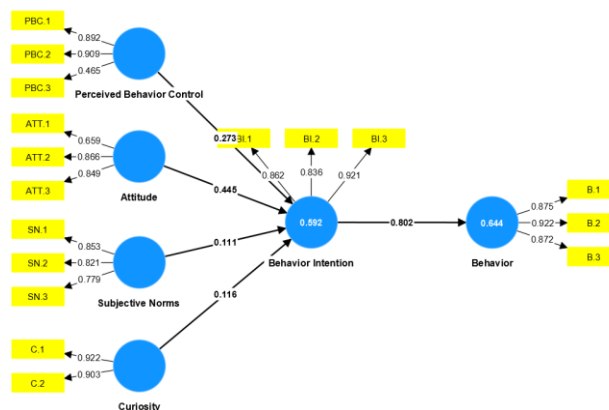 PBC.1
0.892
PBC.2
0.909
PBC.3
0.465
Perceived Behavior Control
ATT.1
0.659
ATT.2
0.866
ATT.3
0.849
Attitude
SN.1
0.853
SN.2
0.821
SN.3
0.779
Subjective Norms
C.1
0.922
C.2
0.903
Curiosity
0.273
0.445
0.111
0.116
BI.1
BI.2
BI.3
0.862
0.836
0.921
0.592
Behavior Intention
0.802
0.644
Behavior
0.875
B.1
0.922
B.2
0.872
B.3